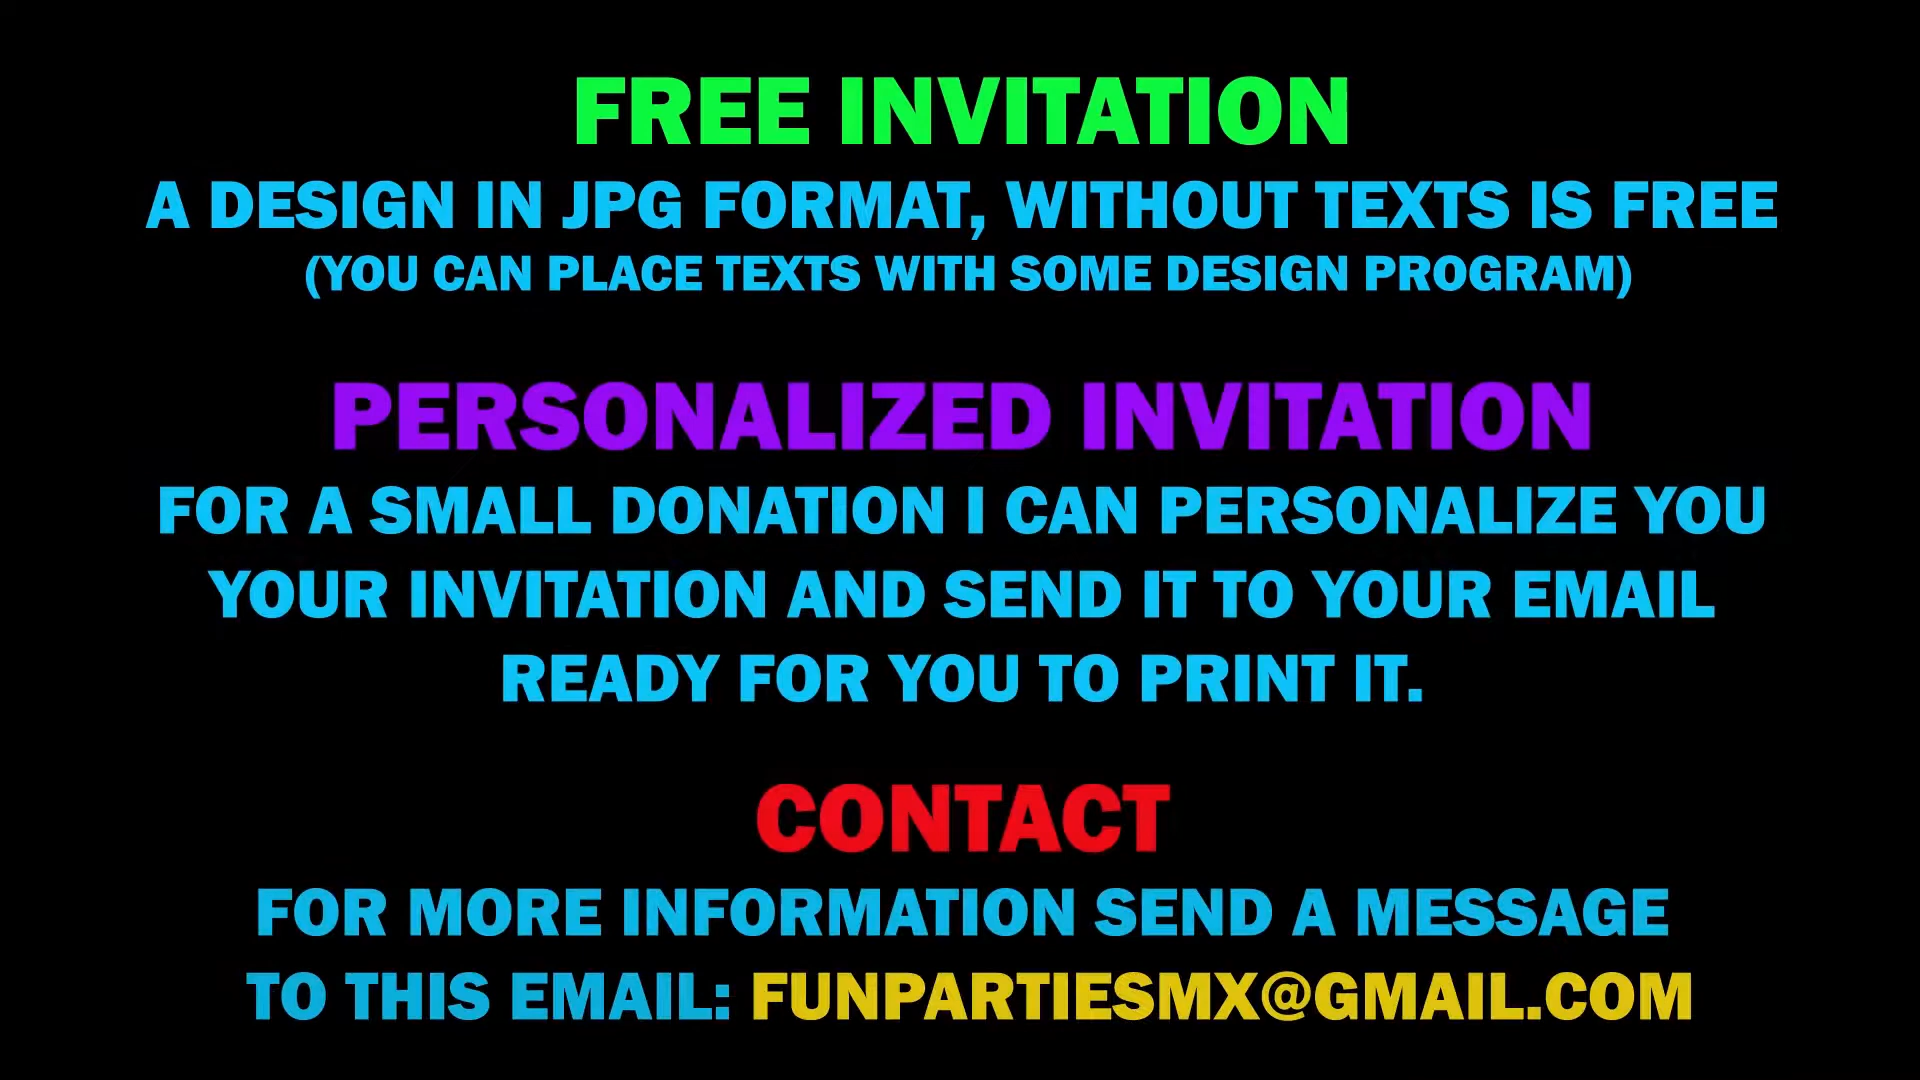 FREE INVITATION
A DESIGN IN JPG FORMAT, WITHOUT TEXTS IS FREE
(YOU CAN PLACE TEXTS WITH SOME DESIGN PROGRAM)
PERSONALIZED INVITATION
FOR A SMALL DONATION I CAN PERSONALIZE YOU
YOUR INVITATION AND SEND IT TO YOUR EMAIL
READY FOR YOU TO PRINT IT.
CONTACT
FOR MORE INFORMATION SEND A MESSAGE
TO THIS EMAIL: FUNPARTIESMX@GMAIL.COM